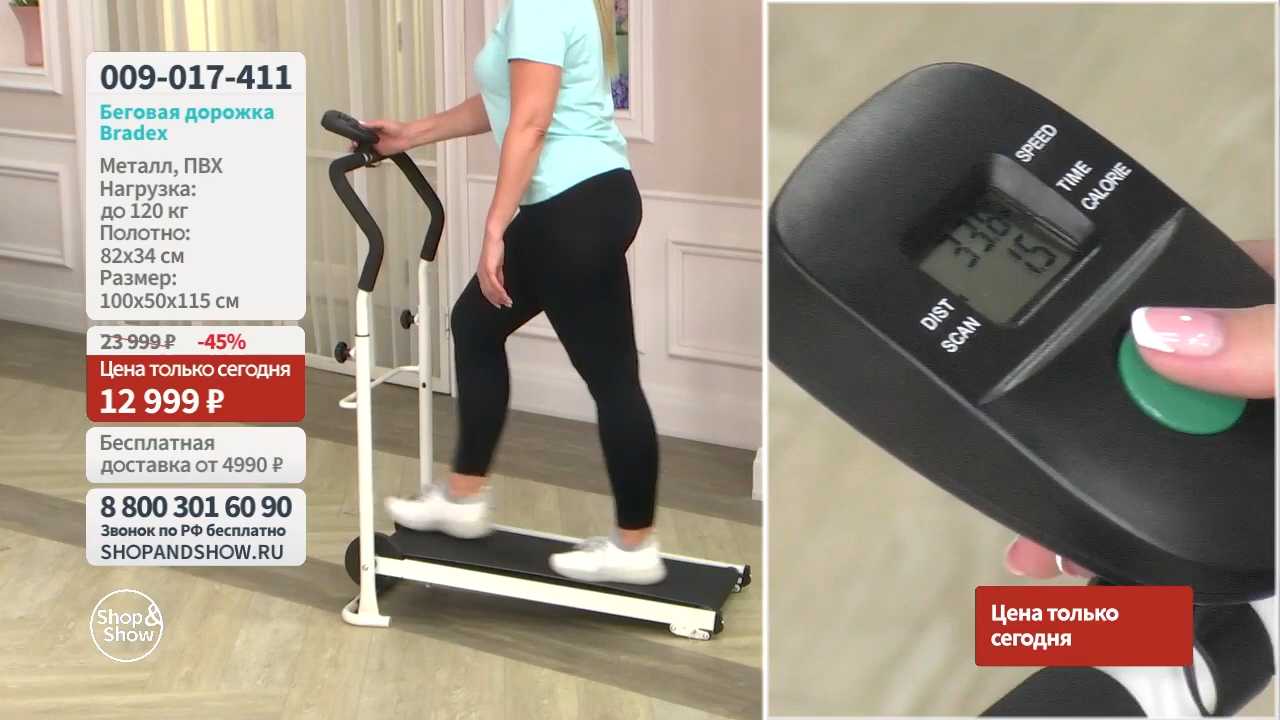 009-017-411
Беговая дорожка
Bradex
Металл, ПВХ
Нагрузка:
до 120 кг
Полотно:
82х34 см
Размер:
100х50х115 см
23 999 ₽ -45%
Цена только сегодня
12 999 ₽
Бесплатная
доставка от 4990 ₽
8 800 301 60 90
Звонок по РФ бесплатно
SHOPANDSHOW.RU
Shop&
Show
SPEED
TIME
CALORIE
DIST
SCAN
Цена только
сегодня